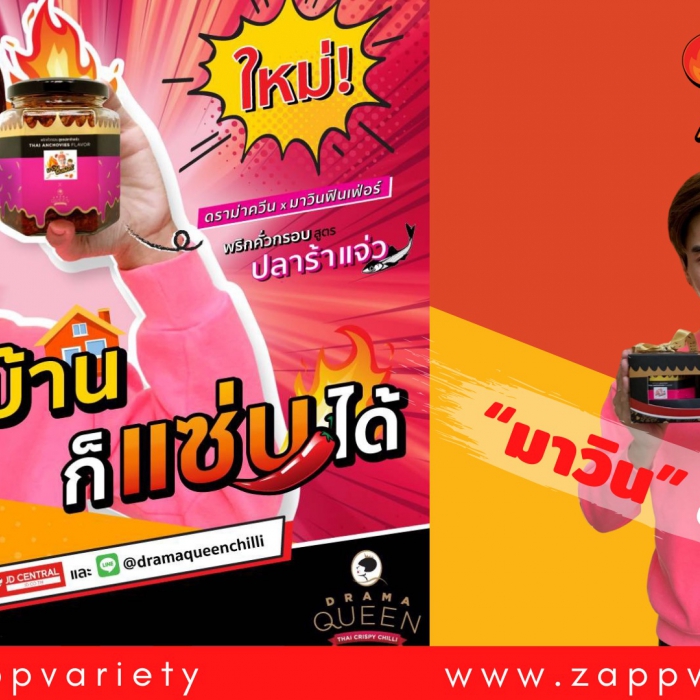 ใหม่!
THAI ANCHOVIES FLAVOR
ดราม่าควีน x มาวินฟินเฟ่อร์
พริกคั่วกรอบ สูตร
ปลาร้าแจ่ว
บ้าน
ก็แซ่บได้
"มาวิน"
JD CENTRAL และ LINE @dramaqueenchilli
DRAMA
QUEEN
THAI CRISPY CHILLI
pvariety
www.zappv